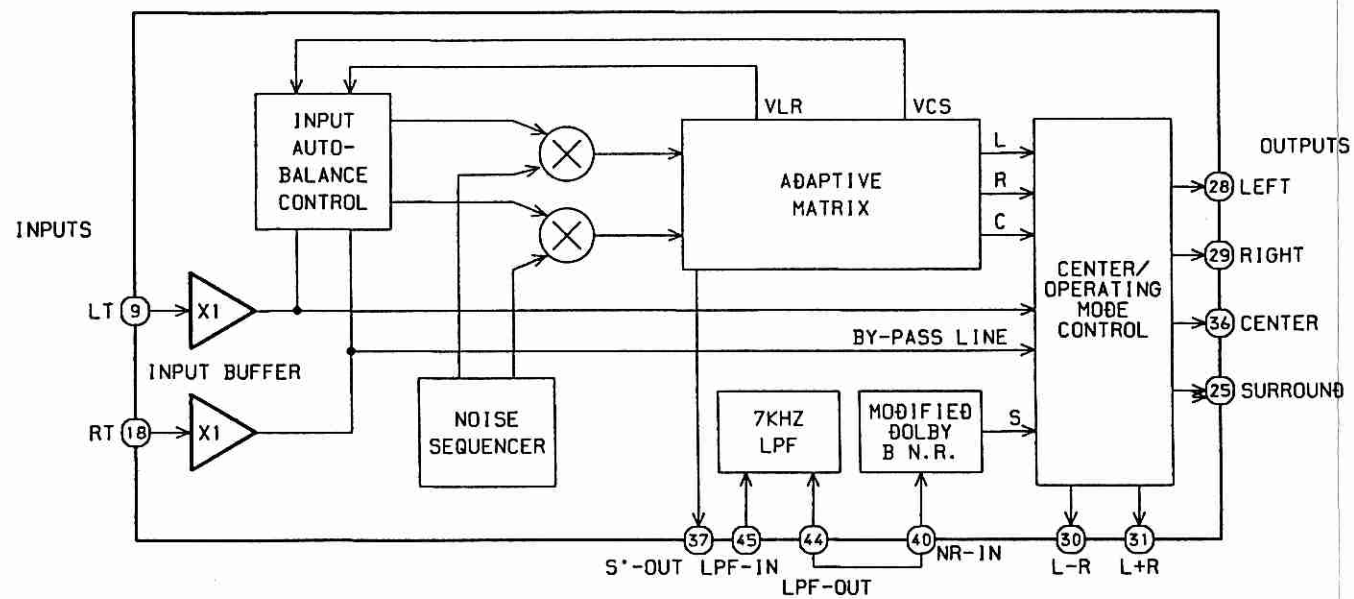 INPUTS
OUTPUTS
INPUT
AUTO-
BALANCE
CONTROL
VLR
VCS
ADAPTIVE
MATRIX
L
R
C
CENTER/
OPERATING
MODE
CONTROL
28 LEFT
29 RIGHT
36 CENTER
25 SURROUND
LT 9
X1
INPUT BUFFER
RT 18
X1
BY-PASS LINE
NOISE
SEQUENCER
7KHZ
LPF
MODIFIED
DOLBY
B N.R.
S
37
45
44
40
30
31
S'-OUT
LPF-IN
LPF-OUT
NR-IN
L-R
L+R